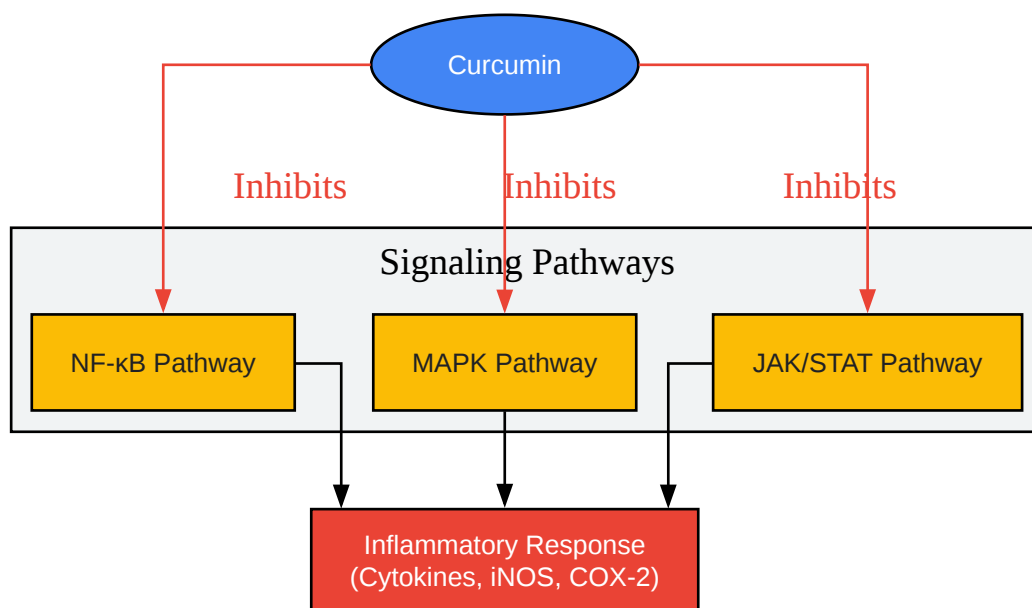 Curcumin
Inhibits
Inhibits
Inhibits
Signaling Pathways
NF-κB Pathway
MAPK Pathway
JAK/STAT Pathway
Inflammatory Response
(Cytokines, iNOS, COX-2)